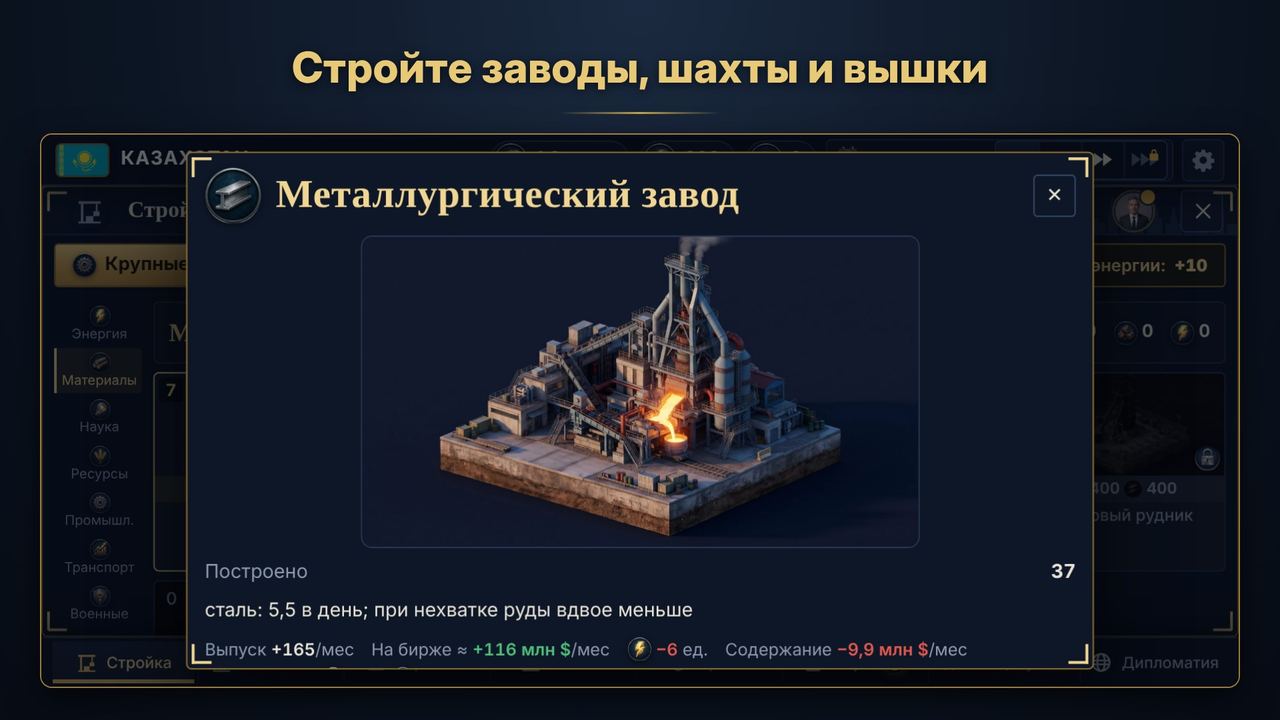 Стройте заводы, шахты и вышки
Металлургический завод
×
Крупные
энергии: +10
Энергия
0 0
Материалы
7
Наука
Ресурсы
400 400
Промышл.
Транспорт
Построено 37
0
Военные
сталь: 5,5 в день; при нехватке руды вдвое меньше
Выпуск +165/мес На бирже ≈ +116 млн $/мес −6 ед. Содержание −9,9 млн $/мес
Стройка
Дипломатия
рудник